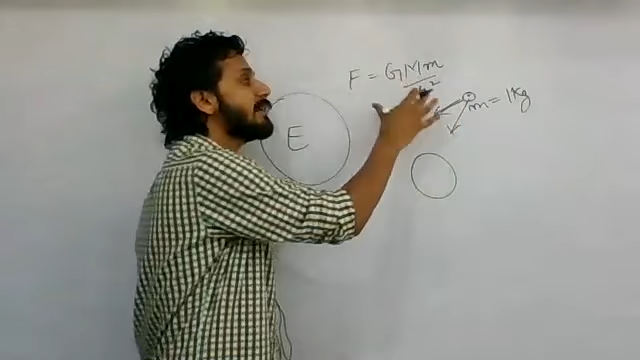 F = GMm
r²
m = 1Kg
E